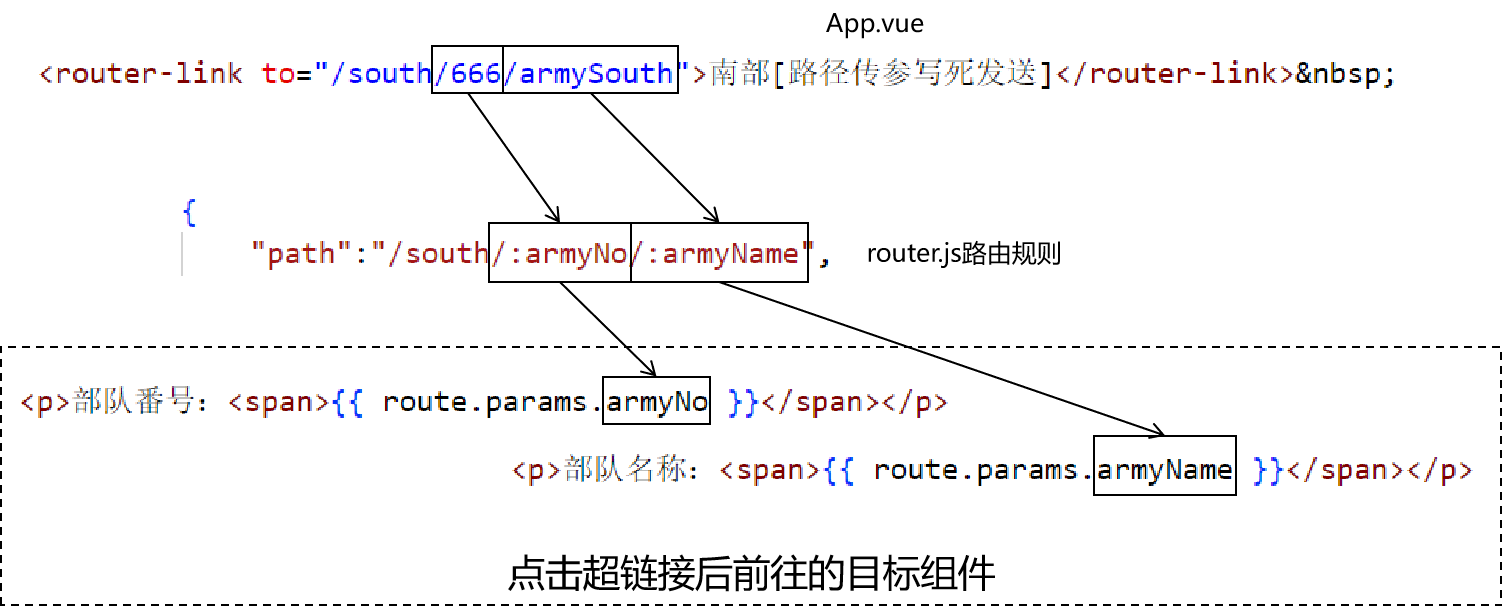 App.vue
<router-link to="/south/666/armySouth">南部[路径传参写死发送]</router-link>&nbsp;
{
"path":"/south/:armyNo/:armyName",
router.js路由规则
<p>部队番号：<span>{{ route.params.armyNo }}</span></p>
<p>部队名称：<span>{{ route.params.armyName }}</span></p>
点击超链接后前往的目标组件